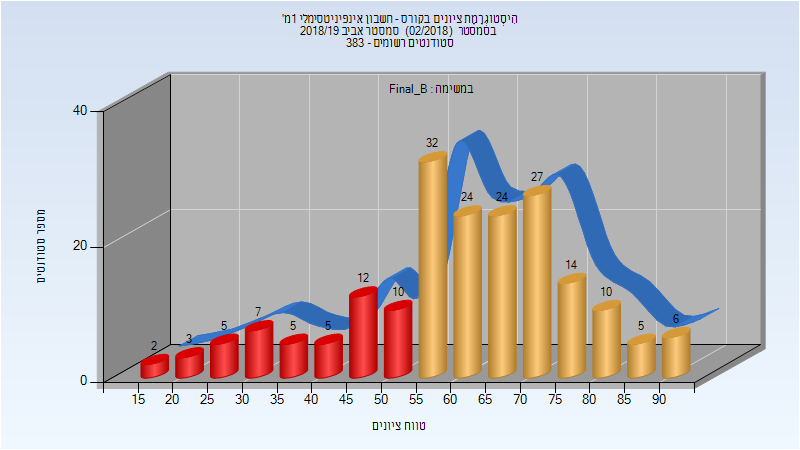 היסטוגרמת ציונים בקורס - חשבון אינפיניטסימלי 1מ'
בסמסטר (02/2018) סמסטר אביב 2018/19
סטודנטים רשומים - 383
במשימה : Final_B
מספר סטודנטים
40
20
0
2
3
5
7
5
5
12
10
32
24
24
27
14
10
5
6
15 20 25 30 35 40 45 50 55 60 65 70 75 80 85 90
טווח ציונים